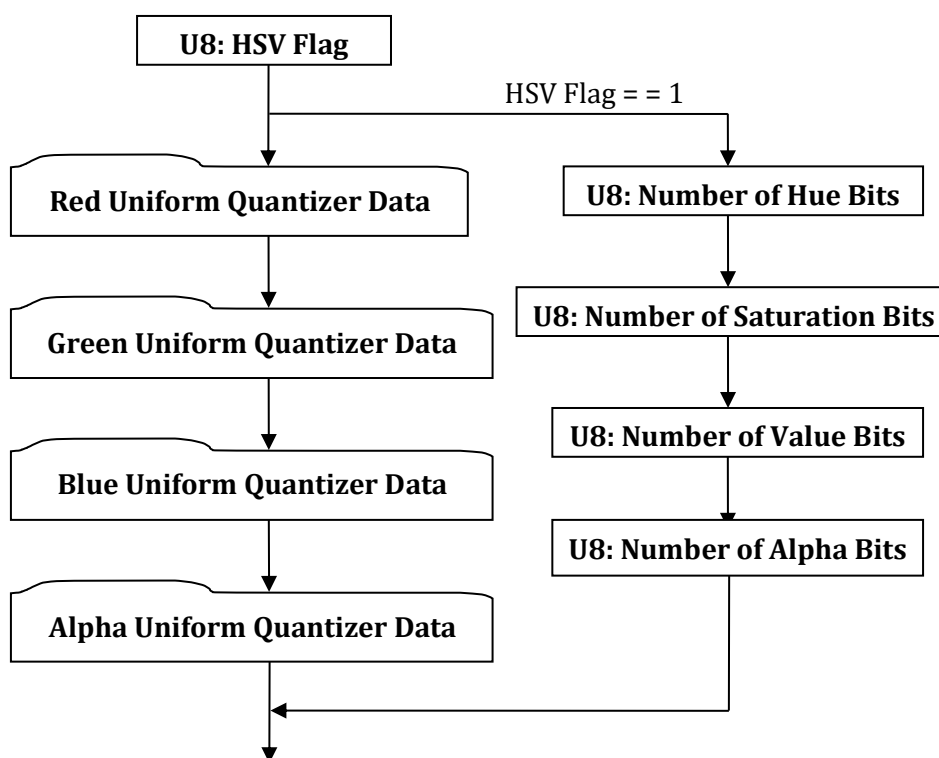 U8: HSV Flag
HSV Flag = = 1
Red Uniform Quantizer Data
U8: Number of Hue Bits
Green Uniform Quantizer Data
U8: Number of Saturation Bits
Blue Uniform Quantizer Data
U8: Number of Value Bits
Alpha Uniform Quantizer Data
U8: Number of Alpha Bits